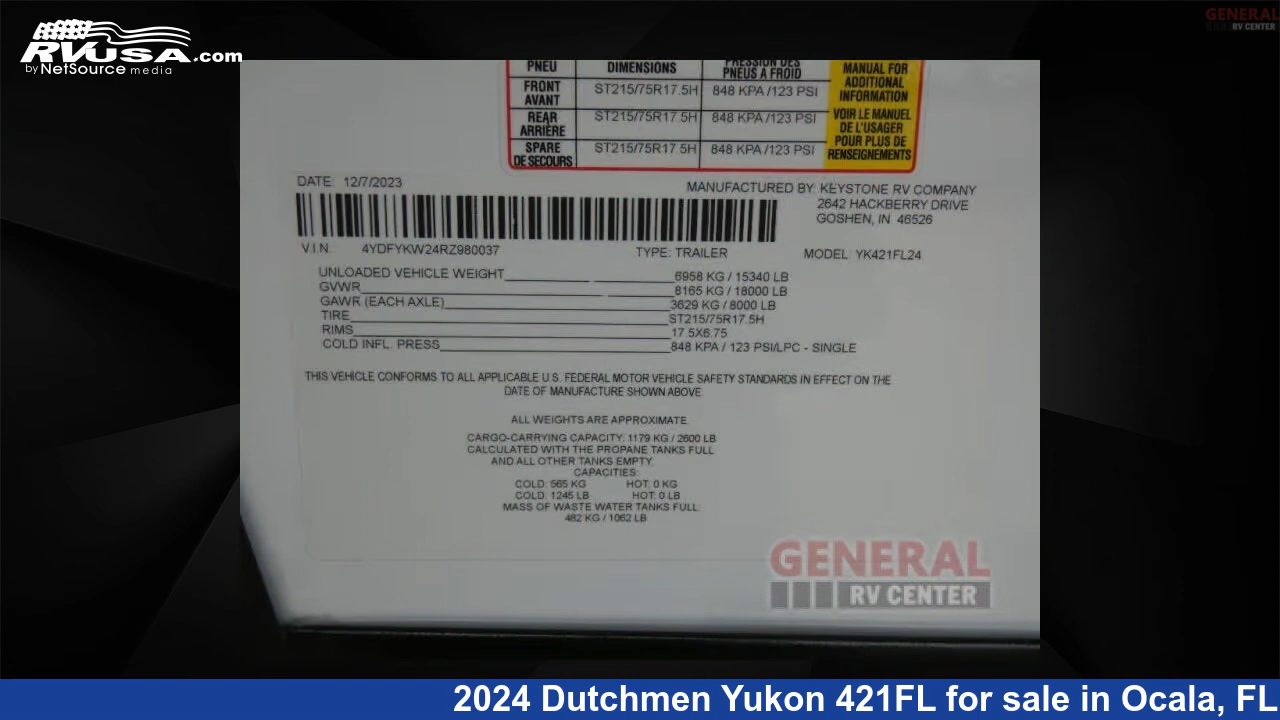 RVUSA.com
by NetSource media
GENERAL
RV CENTER
PNEU DIMENSIONS PRESSION DES PNEUS A FROID
FRONT AVANT ST215/75R17.5H 848 KPA /123 PSI
REAR ARRIÈRE ST215/75R17.5H 848 KPA /123 PSI
SPARE DE SECOURS ST215/75R17.5H 848 KPA /123 PSI
MANUAL FOR
ADDITIONAL
INFORMATION
VOIR LE MANUEL
DE L'USAGER
POUR PLUS DE
RENSEIGNEMENTS
DATE: 12/7/2023
MANUFACTURED BY: KEYSTONE RV COMPANY
2642 HACKBERRY DRIVE
GOSHEN, IN 46526
V.I.N. 4YDFYKW24RZ980037 TYPE: TRAILER MODEL: YK421FL24
UNLOADED VEHICLE WEIGHT 6958 KG / 15340 LB
GVWR 8165 KG / 18000 LB
GAWR (EACH AXLE) 3629 KG / 8000 LB
TIRE ST215/75R17.5H
RIMS 17.5X6.75
COLD INFL. PRESS 848 KPA / 123 PSI/LPC - SINGLE
THIS VEHICLE CONFORMS TO ALL APPLICABLE U.S. FEDERAL MOTOR VEHICLE SAFETY STANDARDS IN EFFECT ON THE
DATE OF MANUFACTURE SHOWN ABOVE
ALL WEIGHTS ARE APPROXIMATE
CARGO-CARRYING CAPACITY: 1179 KG / 2600 LB
CALCULATED WITH THE PROPANE TANKS FULL
AND ALL OTHER TANKS EMPTY.
CAPACITIES:
COLD: 565 KG HOT: 0 KG
COLD: 1245 LB HOT: 0 LB
MASS OF WASTE WATER TANKS FULL:
482 KG / 1062 LB
GENERAL
RV CENTER
2024 Dutchmen Yukon 421FL for sale in Ocala, FL